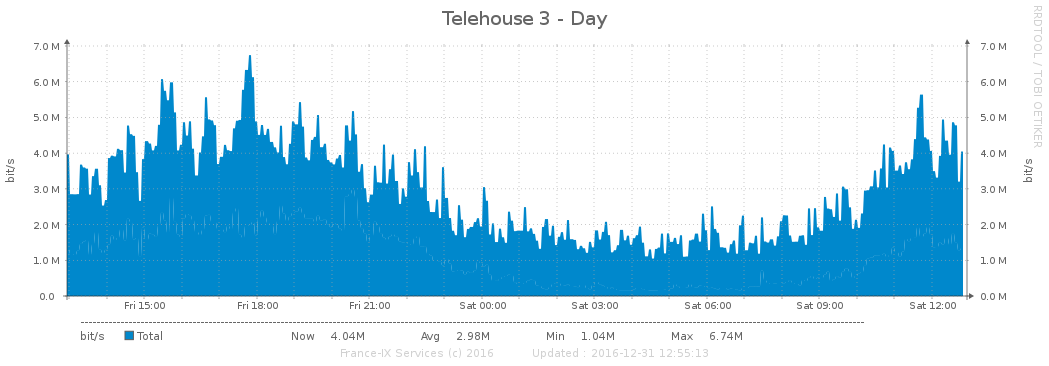 Telehouse 3 - Day
RRDTOOL / TOBI OETIKER
7.0 M 7.0 M
6.0 M 6.0 M
5.0 M 5.0 M
4.0 M 4.0 M
3.0 M 3.0 M
2.0 M 2.0 M
1.0 M 1.0 M
0.0 0.0 M
bit/s
bit/s
Fri 15:00 Fri 18:00 Fri 21:00 Sat 00:00 Sat 03:00 Sat 06:00 Sat 09:00 Sat 12:00
bit/s Total Now 4.04M Avg 2.98M Min 1.04M Max 6.74M
France-IX Services (c) 2016 Updated : 2016-12-31 12:55:13